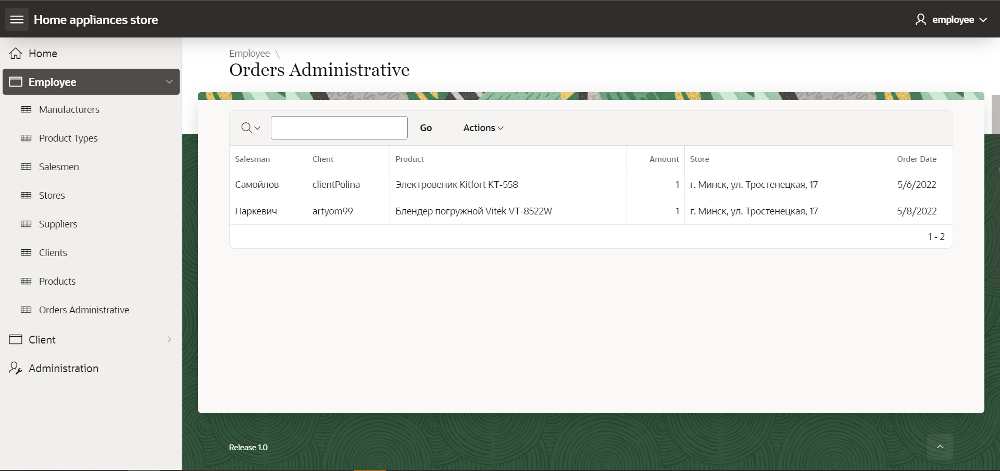 Home appliances store
employee
Home
Employee
Manufacturers
Product Types
Salesmen
Stores
Suppliers
Clients
Products
Orders Administrative
Client
Administration
Employee \
Orders Administrative
Go Actions
Salesman Client Product Amount Store Order Date
Самойлов clientPolina Электровеник Kitfort KT-558 1 г. Минск, ул. Тростенецкая, 17 5/6/2022
Наркевич artyom99 Блендер погружной Vitek VT-8522W 1 г. Минск, ул. Тростенецкая, 17 5/8/2022
1 - 2
Release 1.0